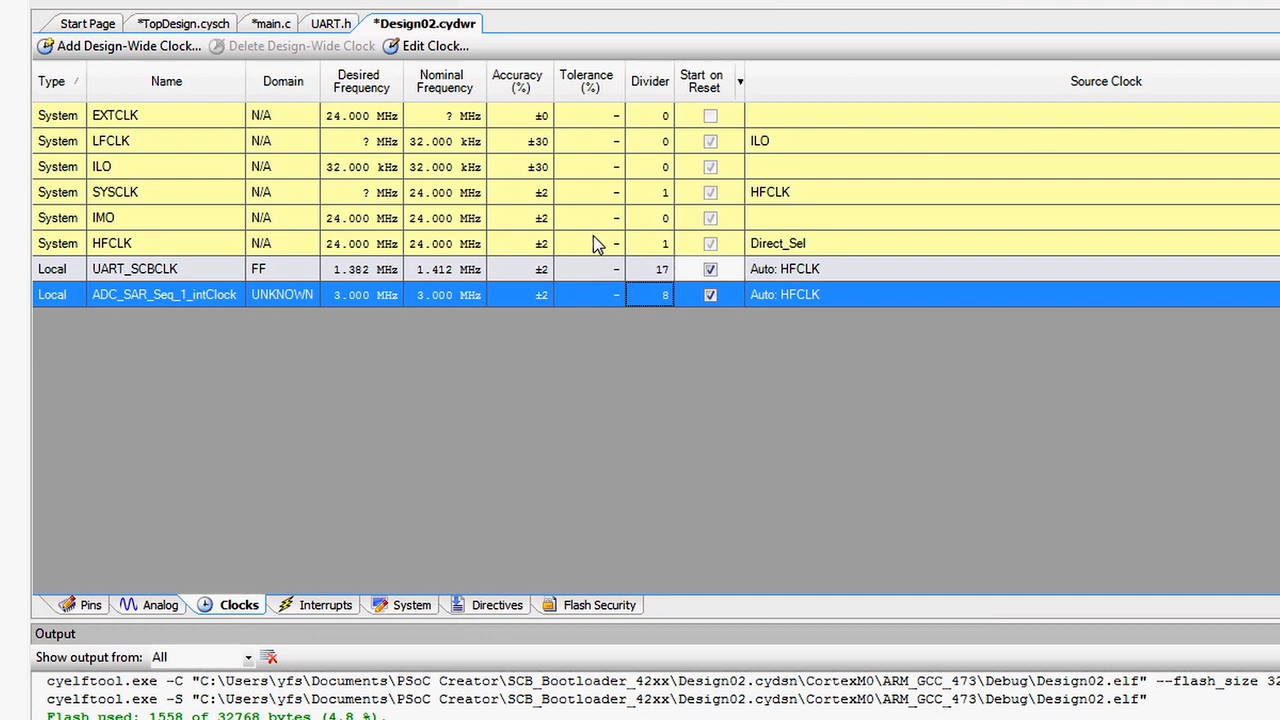 Start Page *TopDesign.cysch *main.c UART.h *Design02.cydwr
Add Design-Wide Clock... Delete Design-Wide Clock Edit Clock...
Type Name Domain Desired Frequency Nominal Frequency Accuracy (%) Tolerance (%) Divider Start on Reset Source Clock
System EXTCLK N/A 24.000 MHz ? MHz ±0 - 0
System LFCLK N/A ? MHz 32.000 kHz ±30 - 0 ILO
System ILO N/A 32.000 kHz 32.000 kHz ±30 - 0
System SYSCLK N/A ? MHz 24.000 MHz ±2 - 1 HFCLK
System IMO N/A 24.000 MHz 24.000 MHz ±2 - 0
System HFCLK N/A 24.000 MHz 24.000 MHz ±2 - 1 Direct_Sel
Local UART_SCBCLK FF 1.382 MHz 1.412 MHz ±2 - 17 Auto: HFCLK
Local ADC_SAR_Seq_1_intClock UNKNOWN 3.000 MHz 3.000 MHz ±2 - 8 Auto: HFCLK
Pins Analog Clocks Interrupts System Directives Flash Security
Output
Show output from: All
cyelftool.exe -C "C:\Users\yfs\Documents\PSoC Creator\SCB_Bootloader_42xx\Design02.cydsn\CortexM0\ARM_GCC_473\Debug\Design02.elf" --flash_size 32
cyelftool.exe -S "C:\Users\yfs\Documents\PSoC Creator\SCB_Bootloader_42xx\Design02.cydsn\CortexM0\ARM_GCC_473\Debug\Design02.elf"
Flash used: 1558 of 32768 bytes (4.8 %).